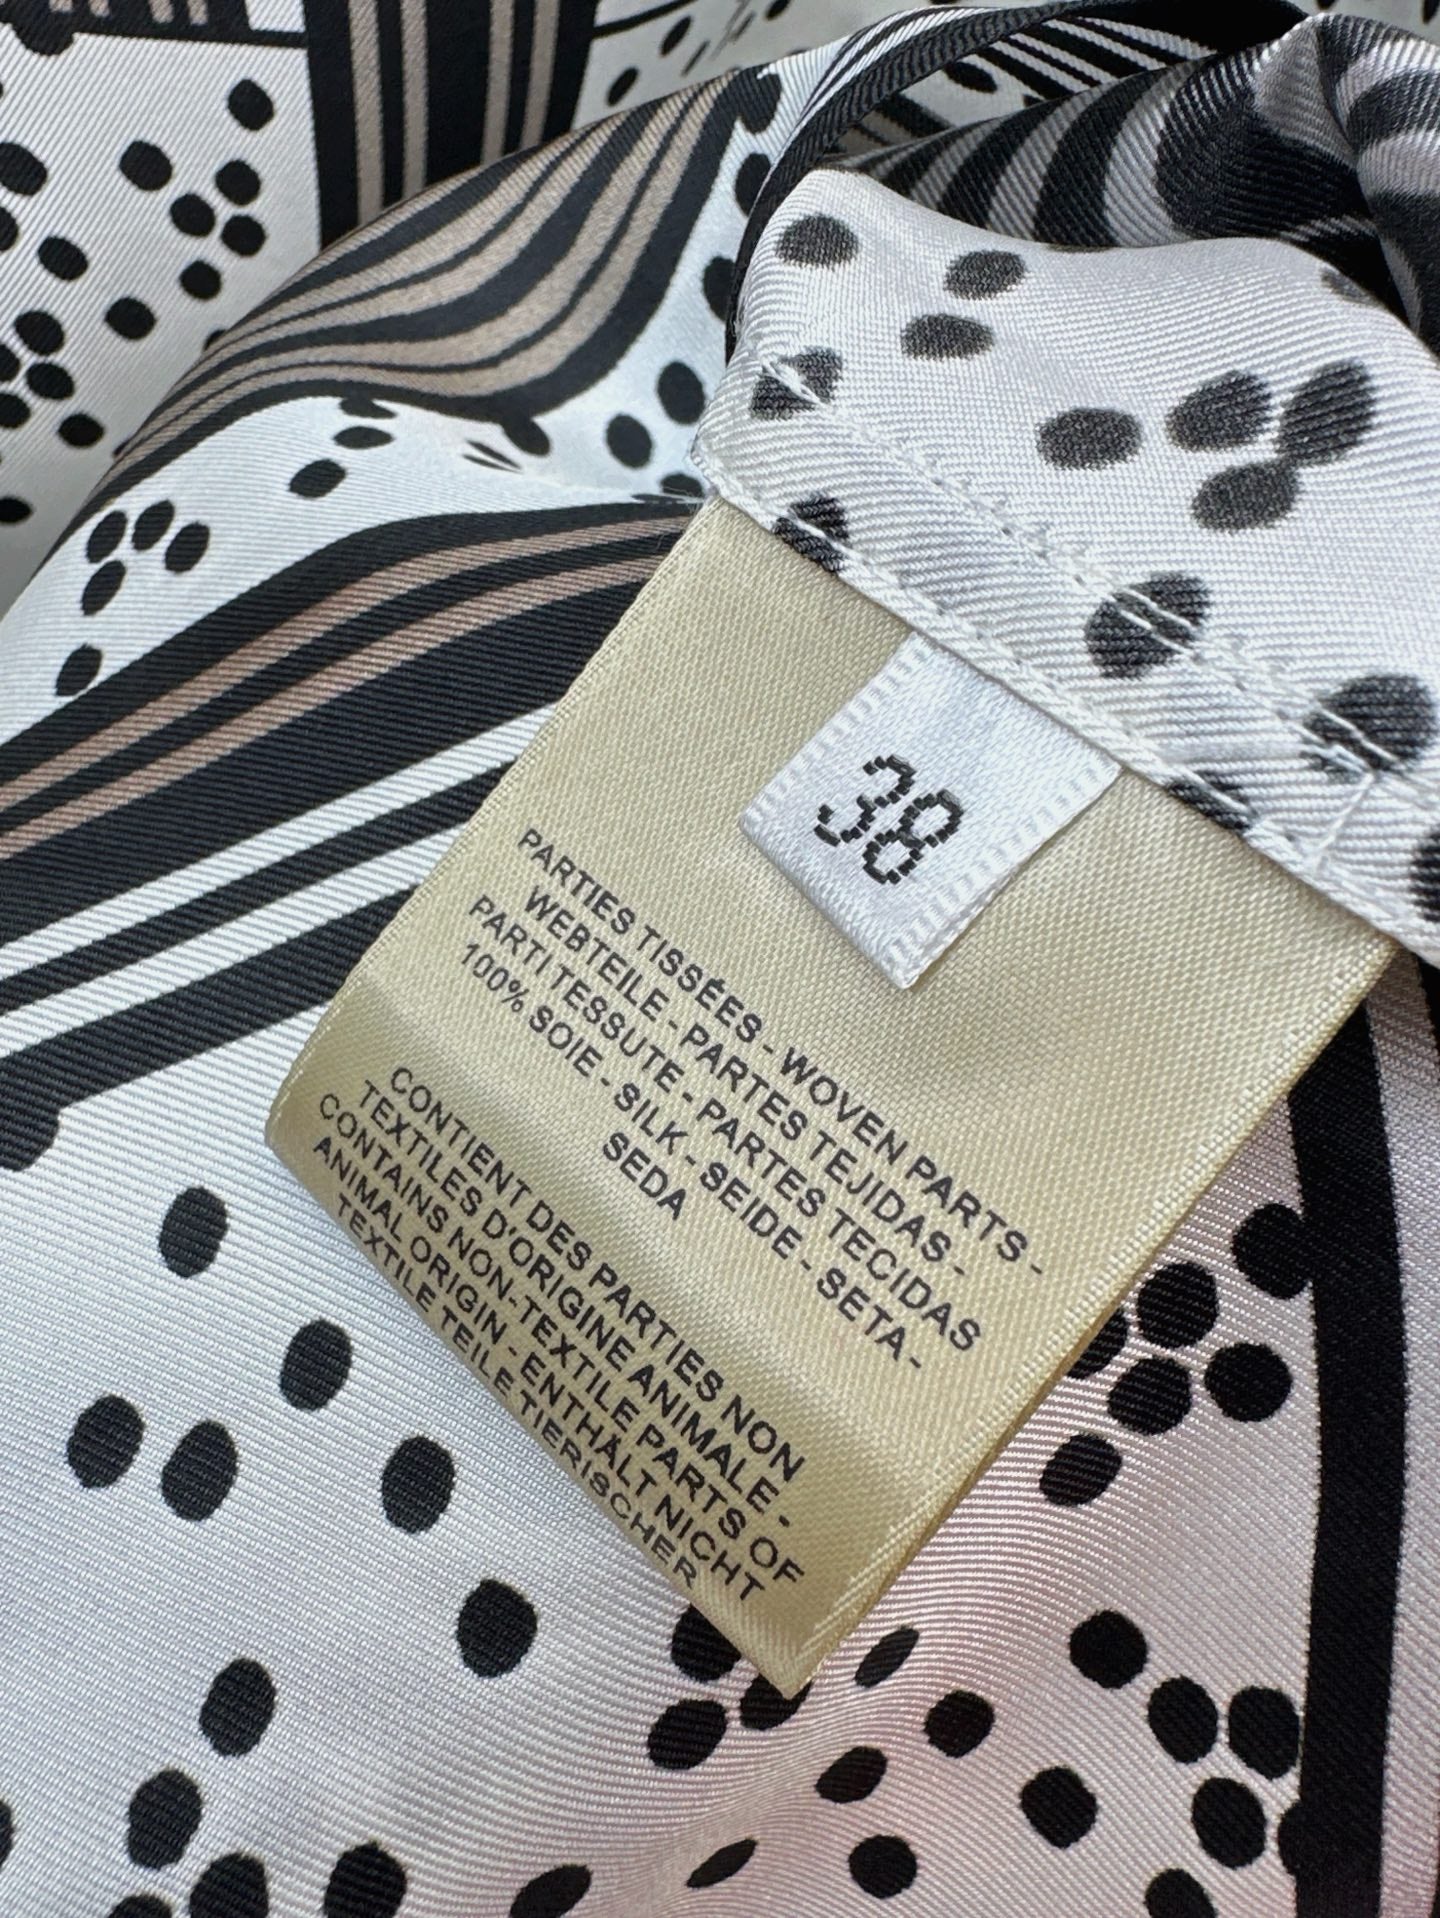 38
PARTIES TISSÉES - WOVEN PARTS -
WEBTEILE - PARTES TEJIDAS -
PARTI TESSUTE - PARTES TECIDAS
100% SOIE - SILK - SEIDE - SETA -
SEDA
CONTIENT DES PARTIES NON
TEXTILES D'ORIGINE ANIMALE -
CONTAINS NON-TEXTILE PARTS OF
ANIMAL ORIGIN - ENTHÄLT NICHT
TEXTILE TEILE TIERISCHER